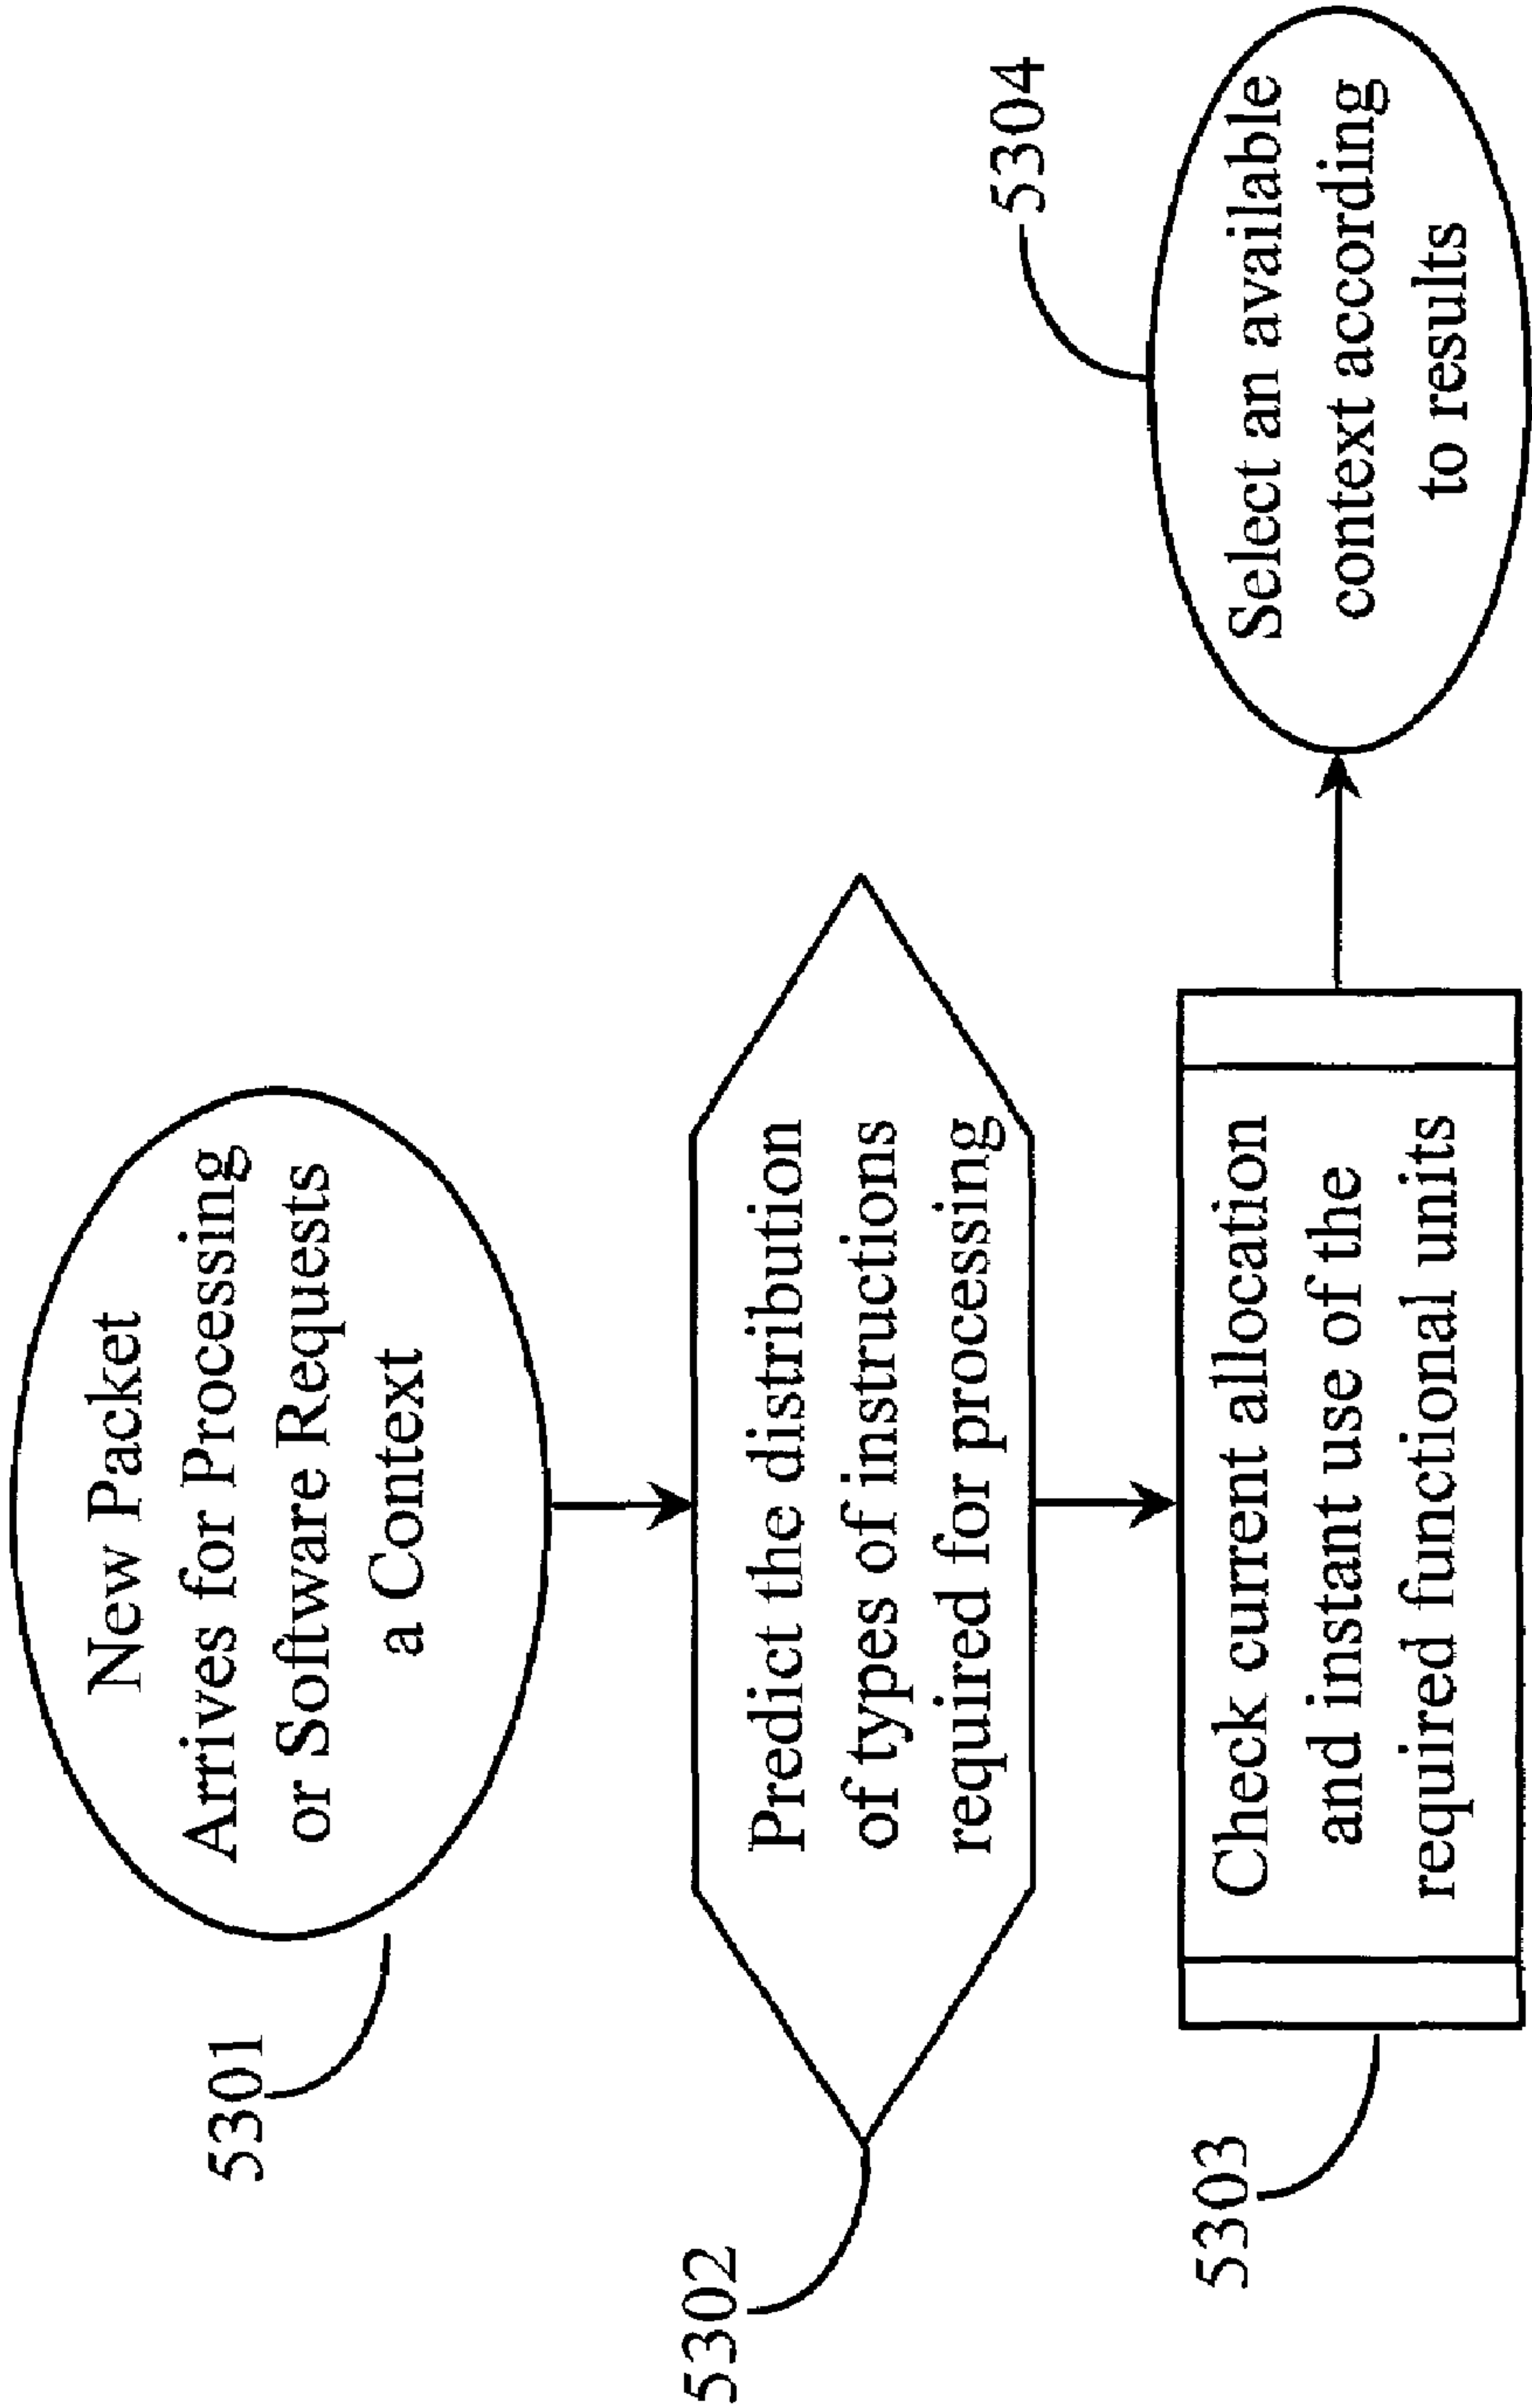 5301
New Packet
Arrives for Processing
or Software Requests
a Context
5302
Predict the distribution
of types of instructions
required for processing
5303
Check current allocation
and instant use of the
required functional units
5304
Select an available
context according
to results